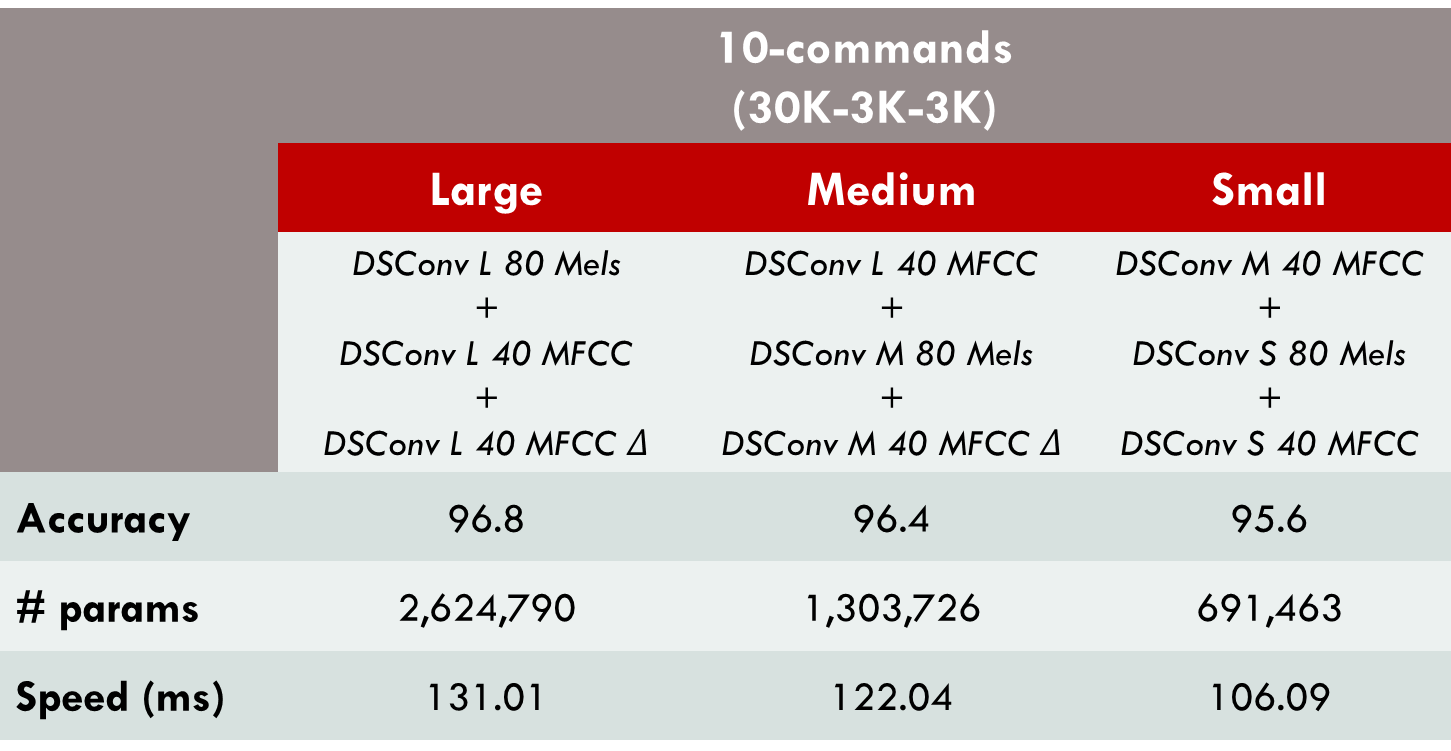 10-commands
(30K-3K-3K)
Large Medium Small
DSConv L 80 Mels DSConv L 40 MFCC DSConv M 40 MFCC
+ + +
DSConv L 40 MFCC DSConv M 80 Mels DSConv S 80 Mels
+ + +
DSConv L 40 MFCC Δ DSConv M 40 MFCC Δ DSConv S 40 MFCC
Accuracy 96.8 96.4 95.6
# params 2,624,790 1,303,726 691,463
Speed (ms) 131.01 122.04 106.09